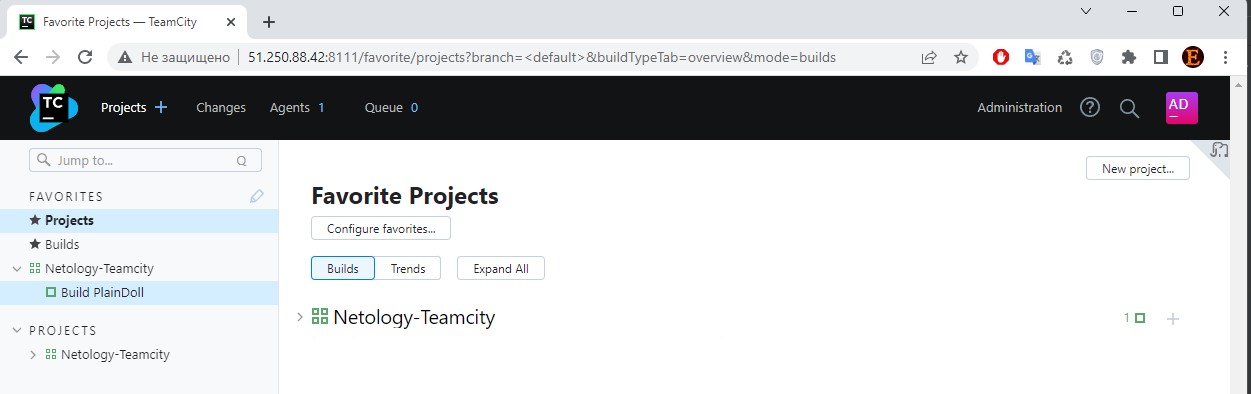 Favorite Projects — TeamCity
Не защищено 51.250.88.42:8111/favorite/projects?branch=<default>&buildTypeTab=overview&mode=builds
TC Projects Changes Agents 1 Queue 0 Administration AD
Jump to... Q
New project...
FAVORITES
Favorite Projects
Projects
Configure favorites...
Builds
Netology-Teamcity
Builds Trends Expand All
Build PlainDoll
Netology-Teamcity 1
PROJECTS
Netology-Teamcity